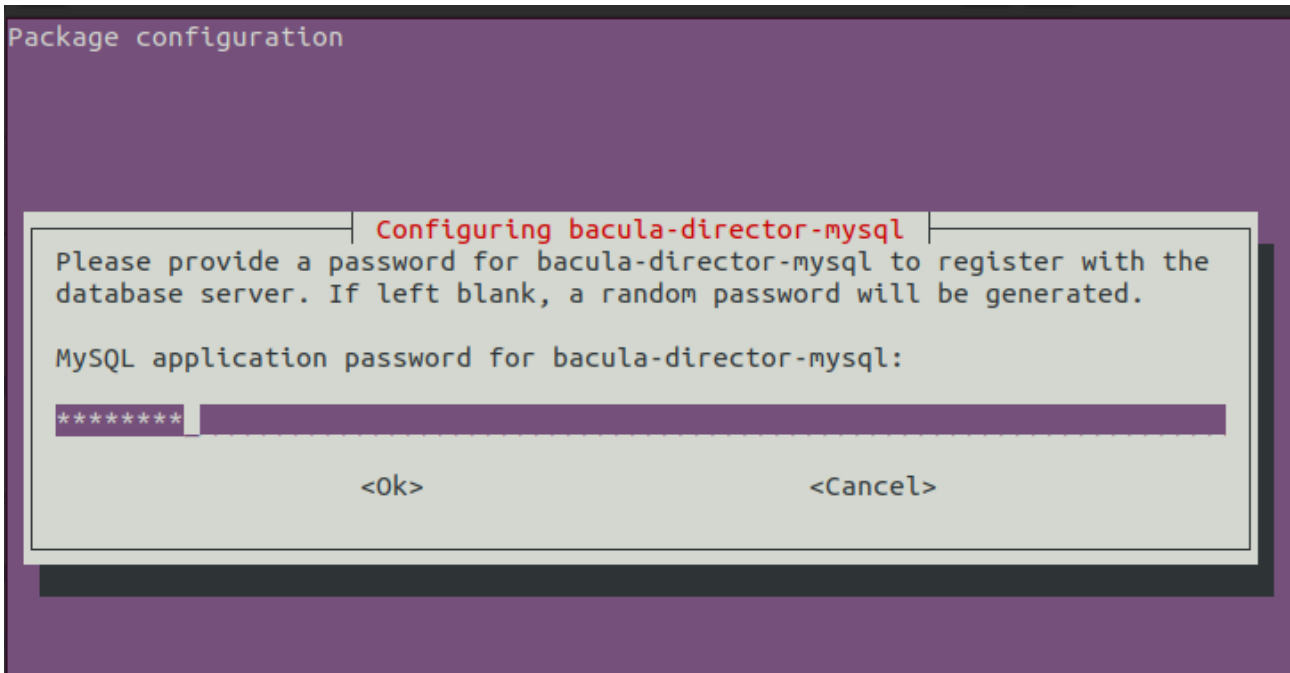 Package configuration
Configuring bacula-director-mysql
Please provide a password for bacula-director-mysql to register with the
database server. If left blank, a random password will be generated.
MySQL application password for bacula-director-mysql:
********_
<Ok> <Cancel>